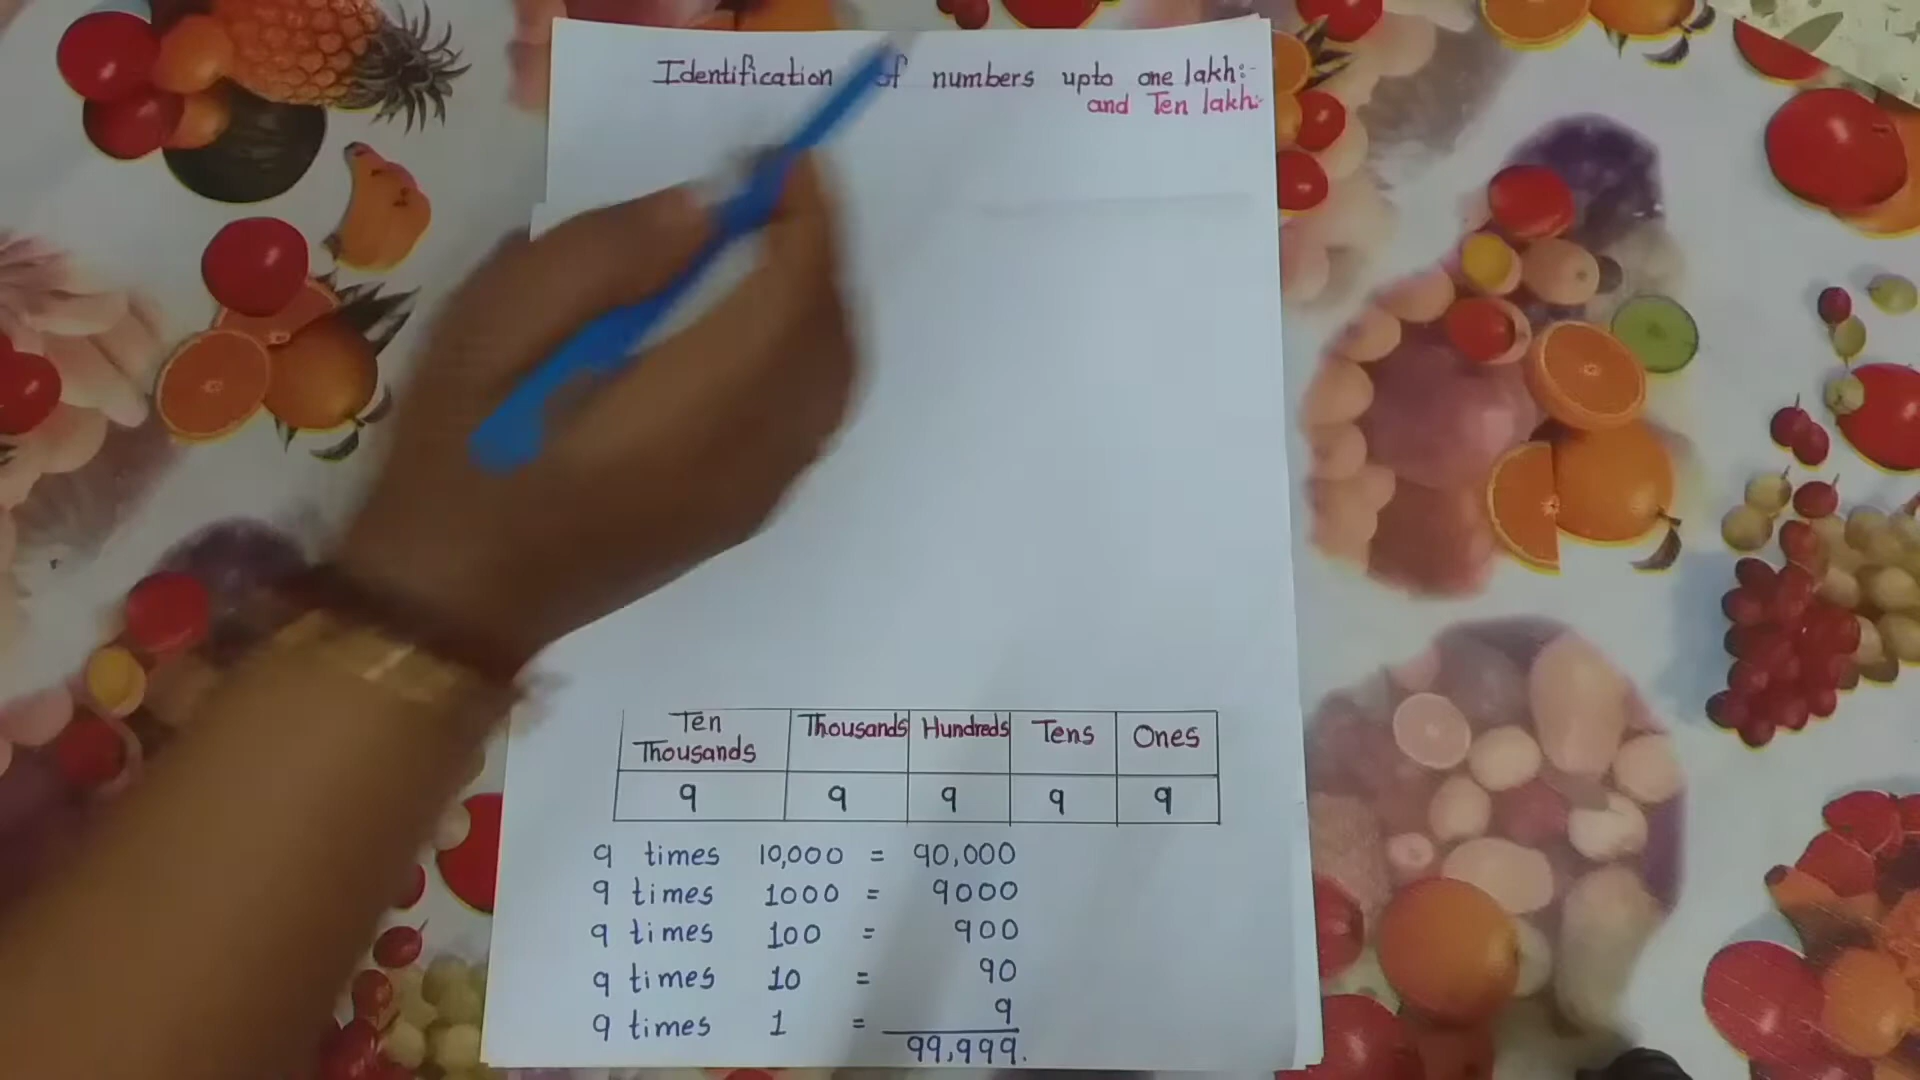 Identification of numbers upto one lakh:-
and Ten lakh:-
Ten Thousands Thousands Hundreds Tens Ones
9 9 9 9 9
9 times 10,000 = 90,000
9 times 1000 = 9000
9 times 100 = 900
9 times 10 = 90
9 times 1 = 9
99,999.